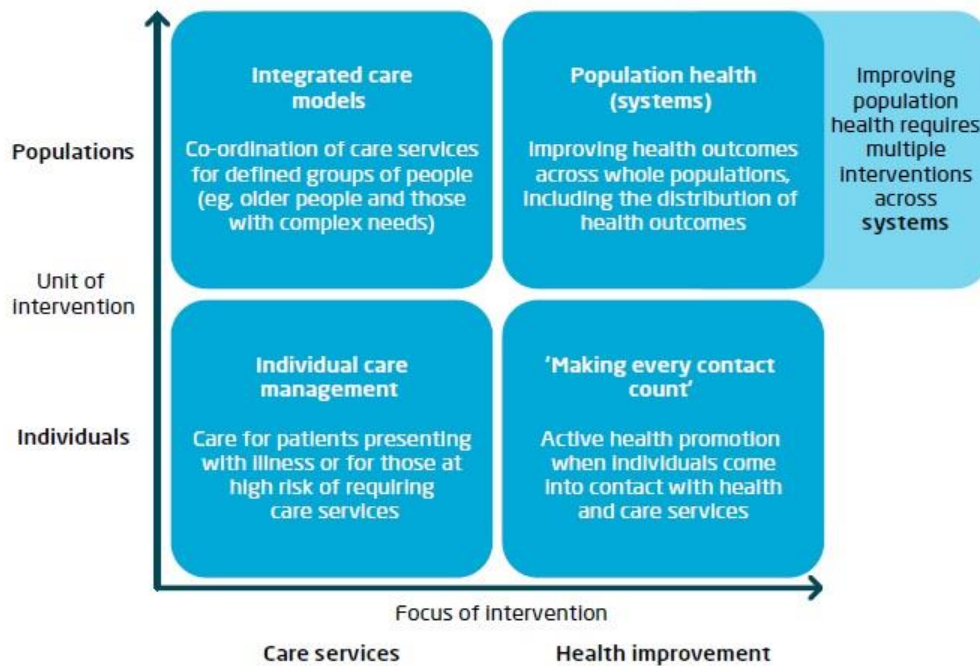 Integrated care
models
Co-ordination of care services
for defined groups of people
(eg, older people and those
with complex needs)
Population health
(systems)
Improving health outcomes
across whole populations,
including the distribution of
health outcomes
Improving
population
health requires
multiple
interventions
across
systems
Populations
Unit of
intervention
Individuals
Individual care
management
Care for patients presenting
with illness or for those at
high risk of requiring
care services
‘Making every contact
count’
Active health promotion
when individuals come
into contact with health
and care services
Focus of intervention
Care services
Health improvement